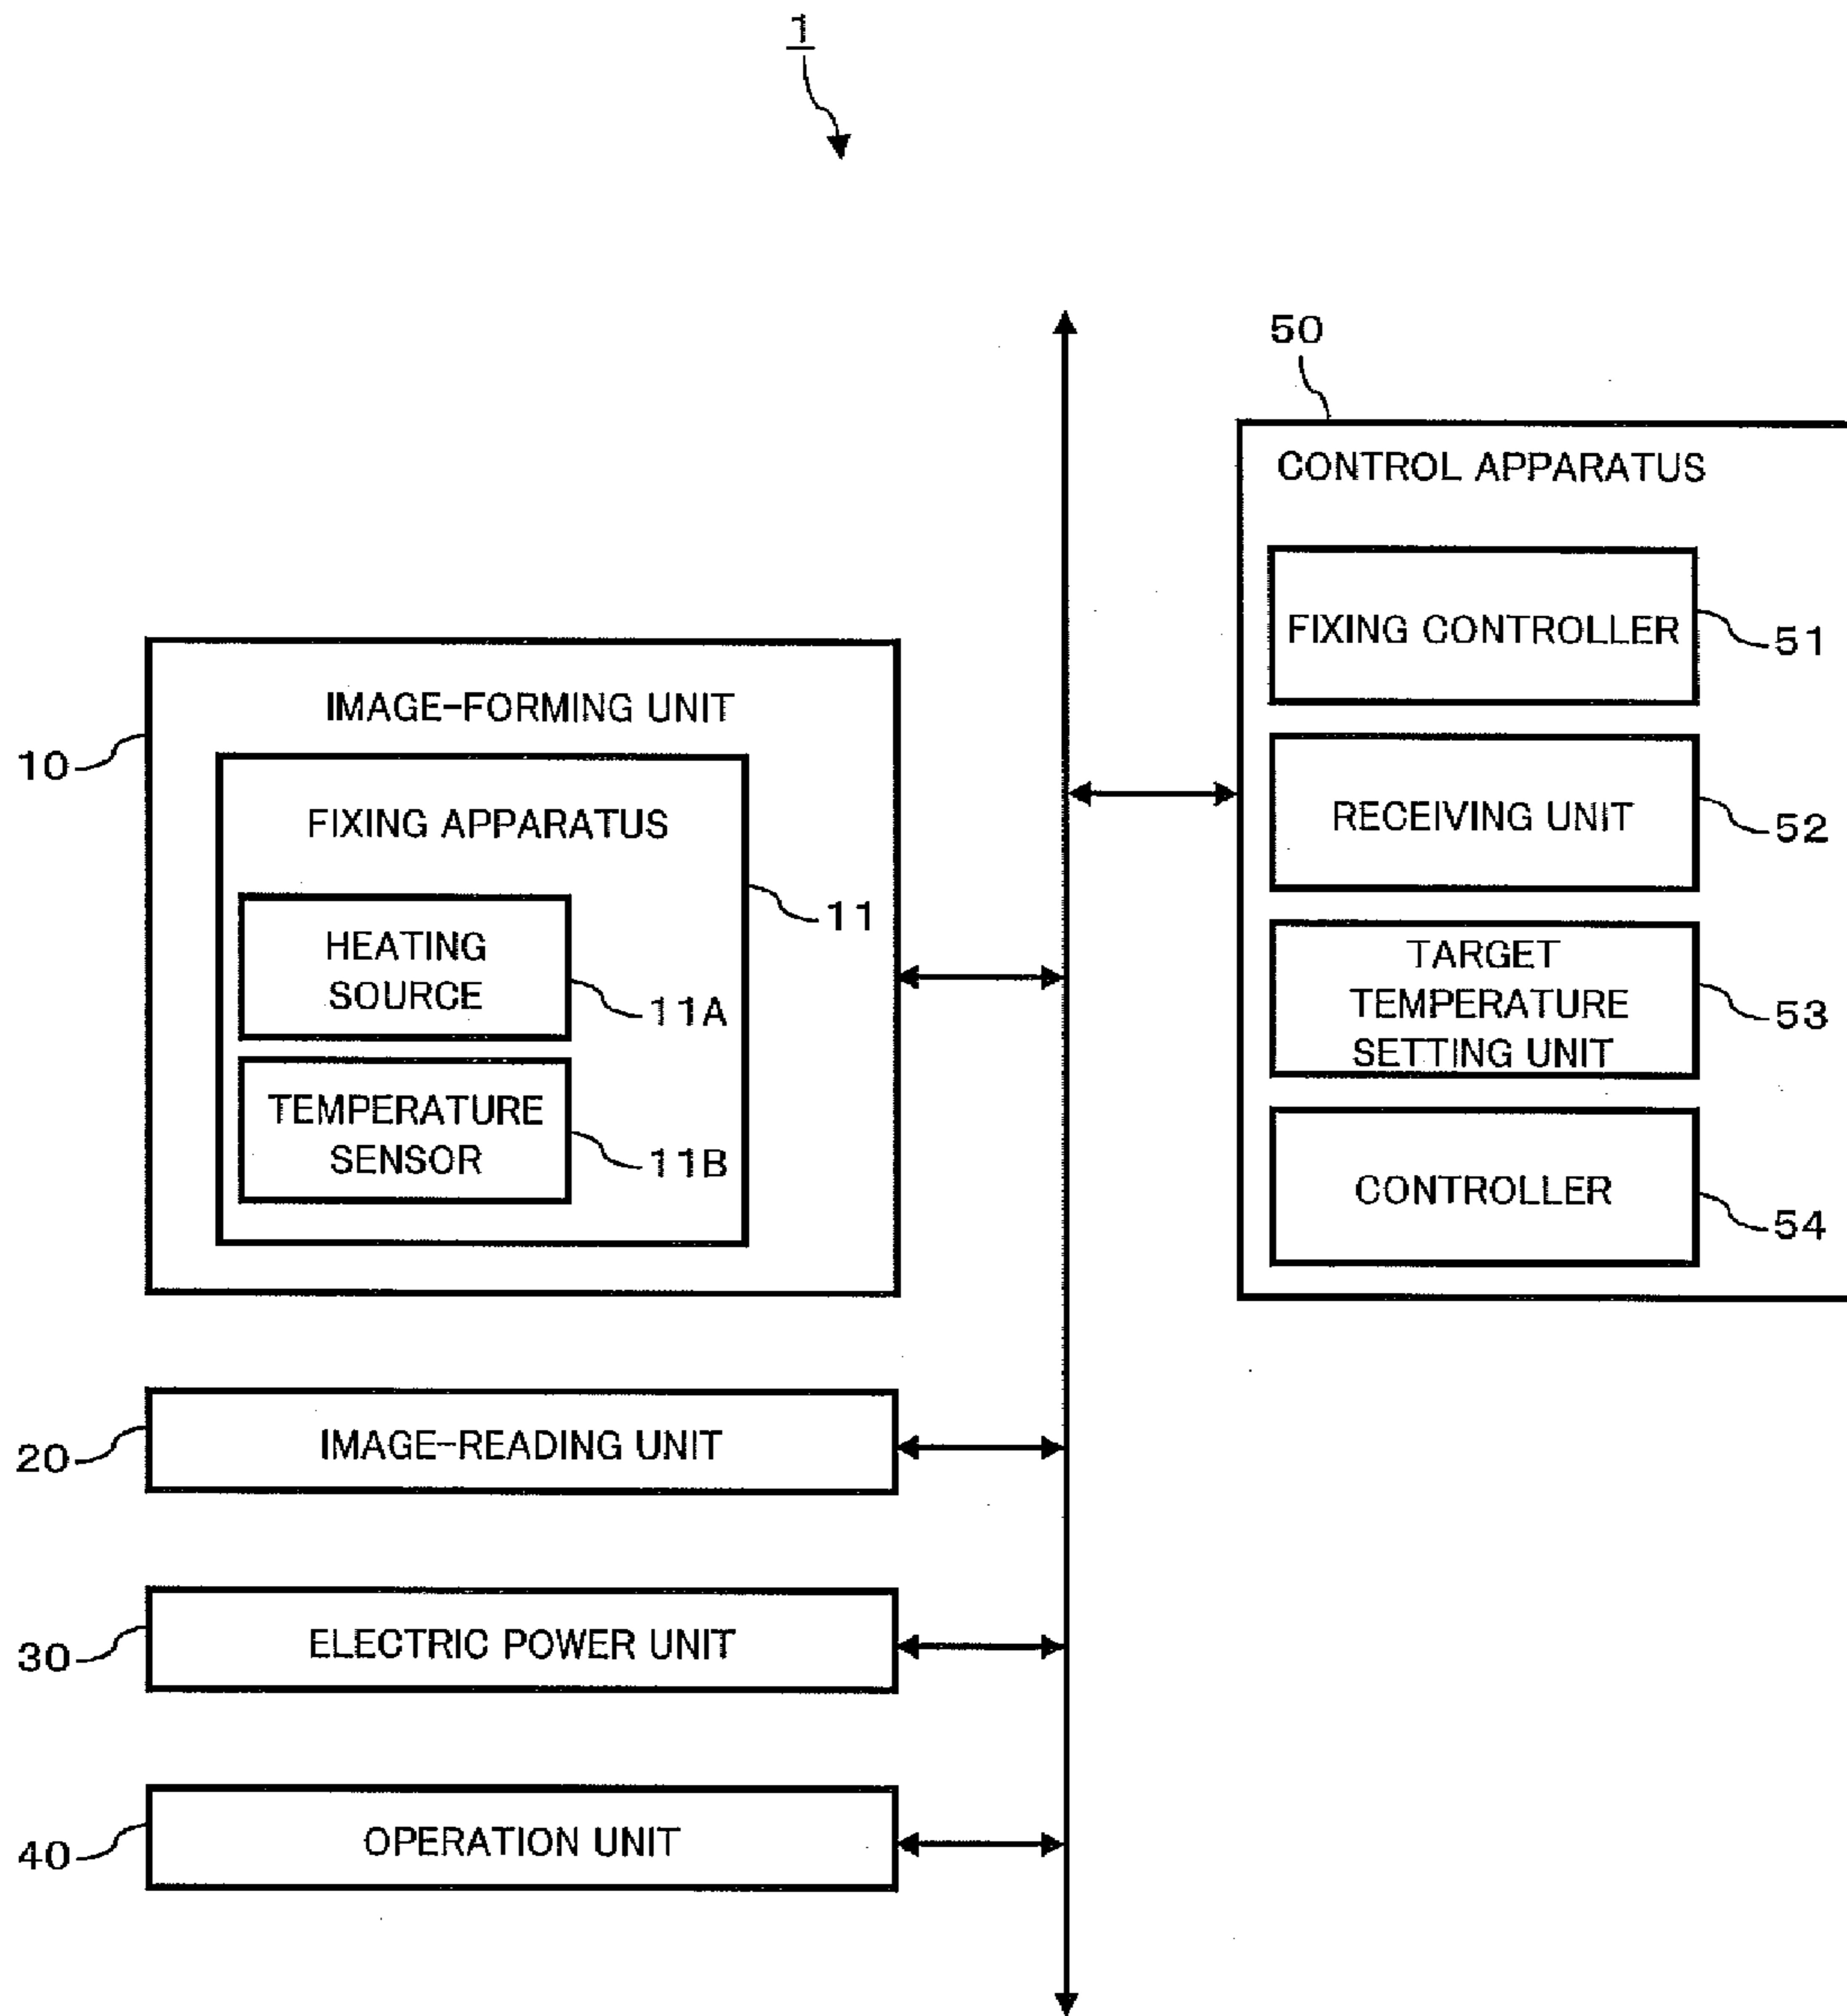 1
50
CONTROL APPARATUS
FIXING CONTROLLER
51
RECEIVING UNIT
52
TARGET
TEMPERATURE
SETTING UNIT
53
CONTROLLER
54
10
IMAGE-FORMING UNIT
FIXING APPARATUS
11
HEATING
SOURCE
11A
TEMPERATURE
SENSOR
11B
20
IMAGE-READING UNIT
30
ELECTRIC POWER UNIT
40
OPERATION UNIT